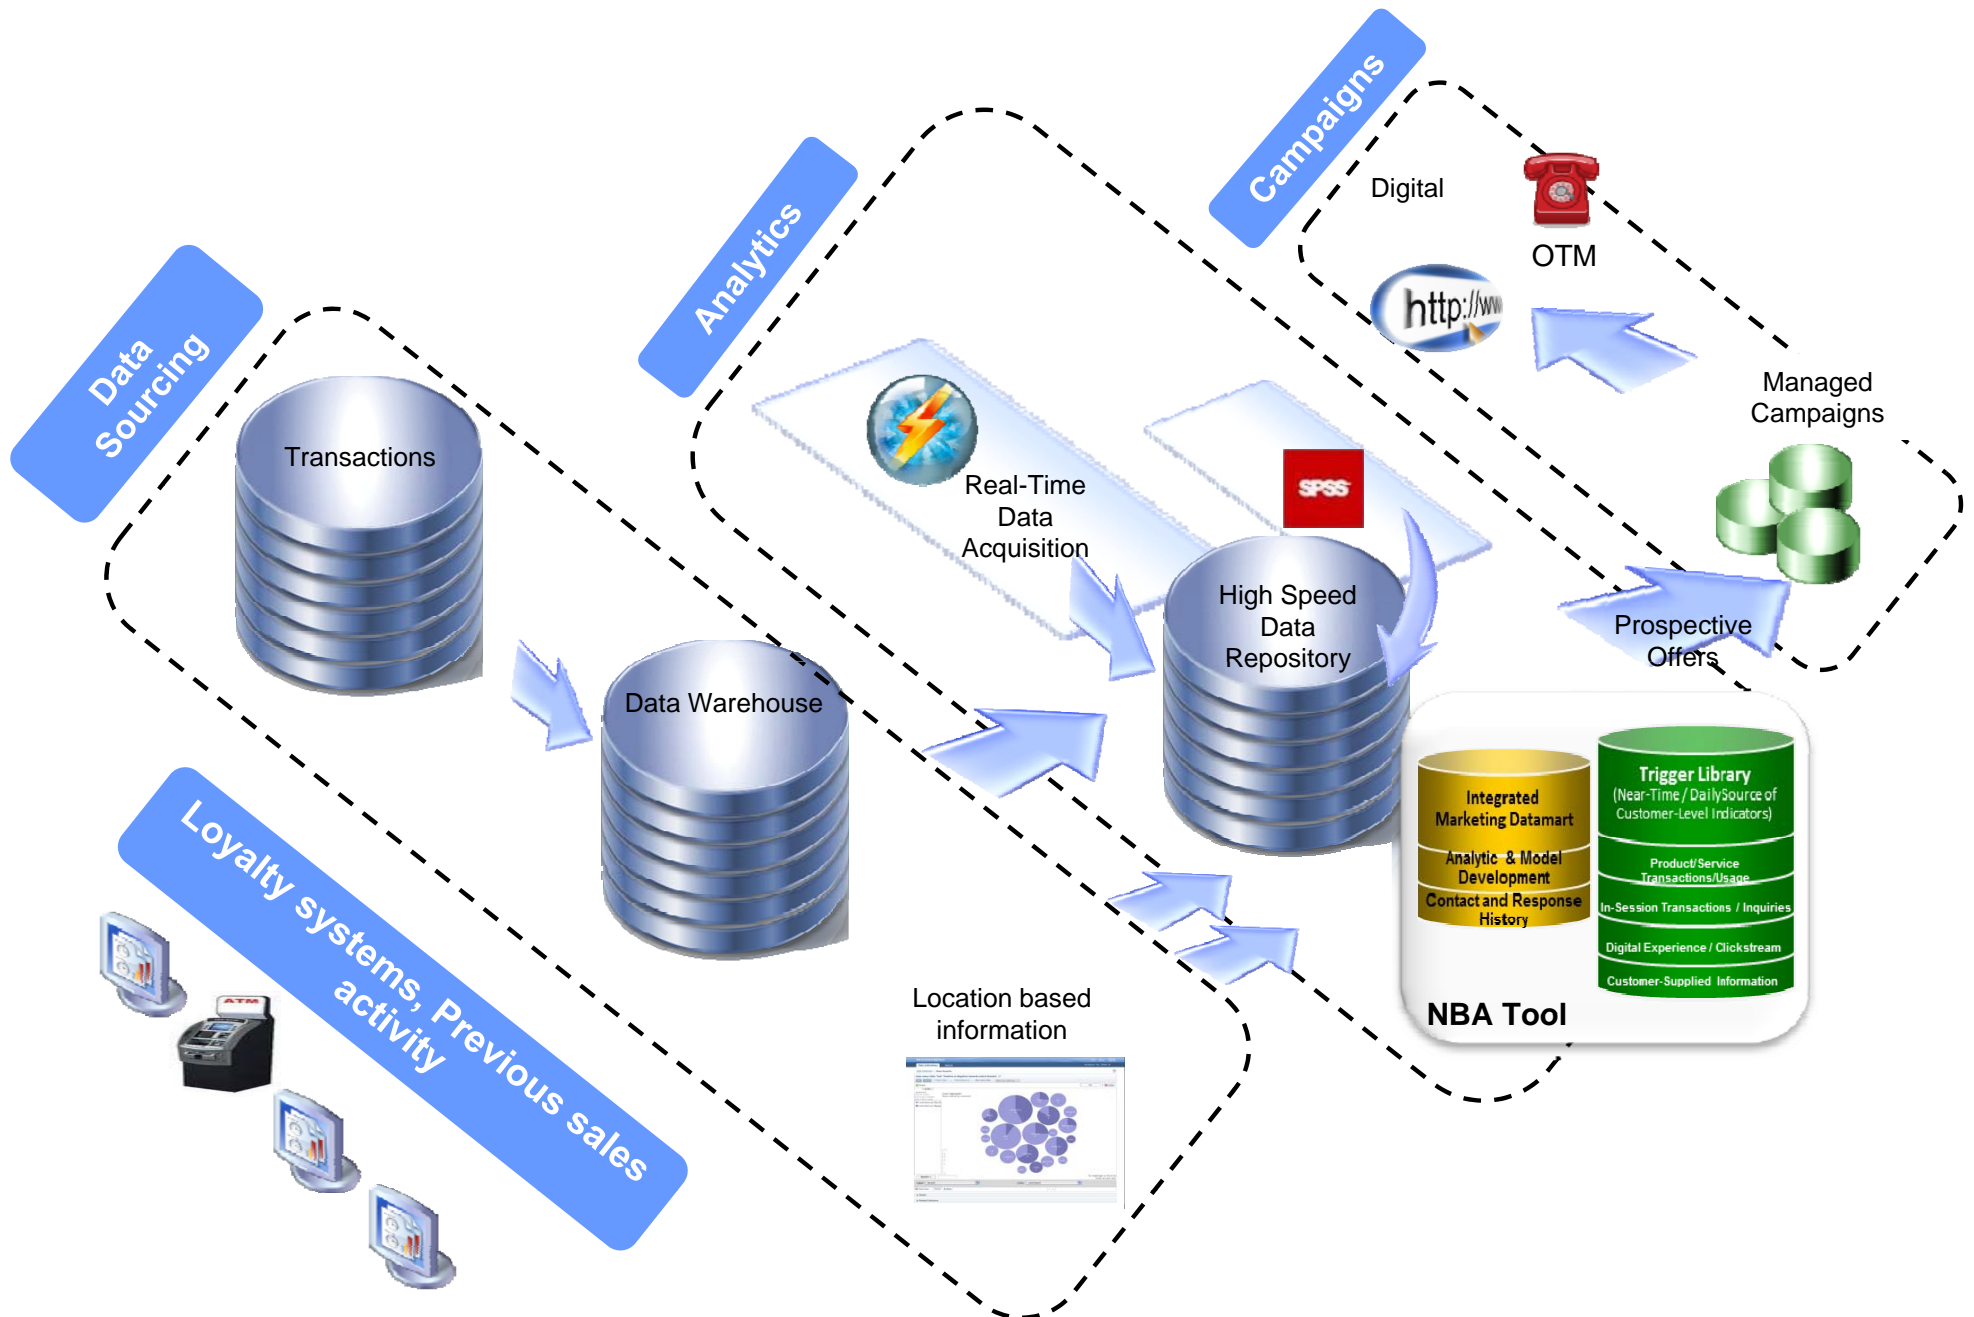 Campaigns
Digital
OTM
http://ww
Managed
Campaigns
Analytics
Data
Sourcing
Transactions
Real-Time
Data
Acquisition
SPSS
High Speed
Data
Repository
Prospective
Offers
Data Warehouse
Integrated
Marketing Datamart
Analytic & Model
Development
Contact and Response
History
Trigger Library
(Near-Time / DailySource of
Customer-Level Indicators)
Product/Service
Transactions/Usage
In-Session Transactions / Inquiries
Digital Experience / Clickstream
Customer-Supplied Information
NBA Tool
Loyalty systems, Previous sales
activity
ATM
Location based
information